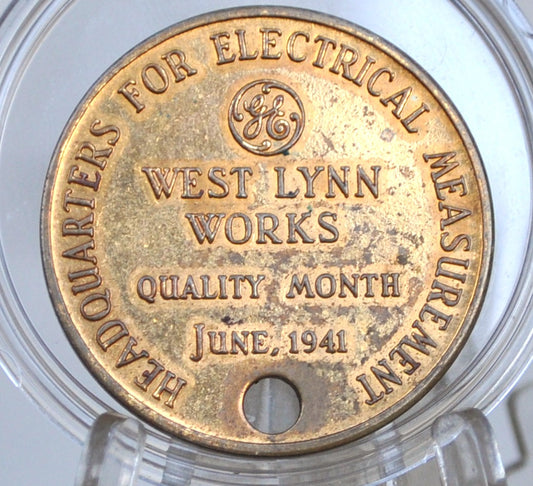 HEADQUARTERS FOR ELECTRICAL MEASUREMENT
GE
WEST LYNN
WORKS
QUALITY MONTH
JUNE, 1941